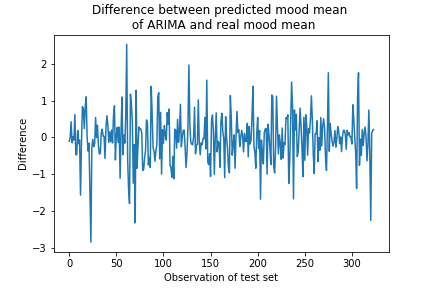 Difference between predicted mood mean
of ARIMA and real mood mean
2
1
0
−1
−2
−3
Difference
0 50 100 150 200 250 300
Observation of test set